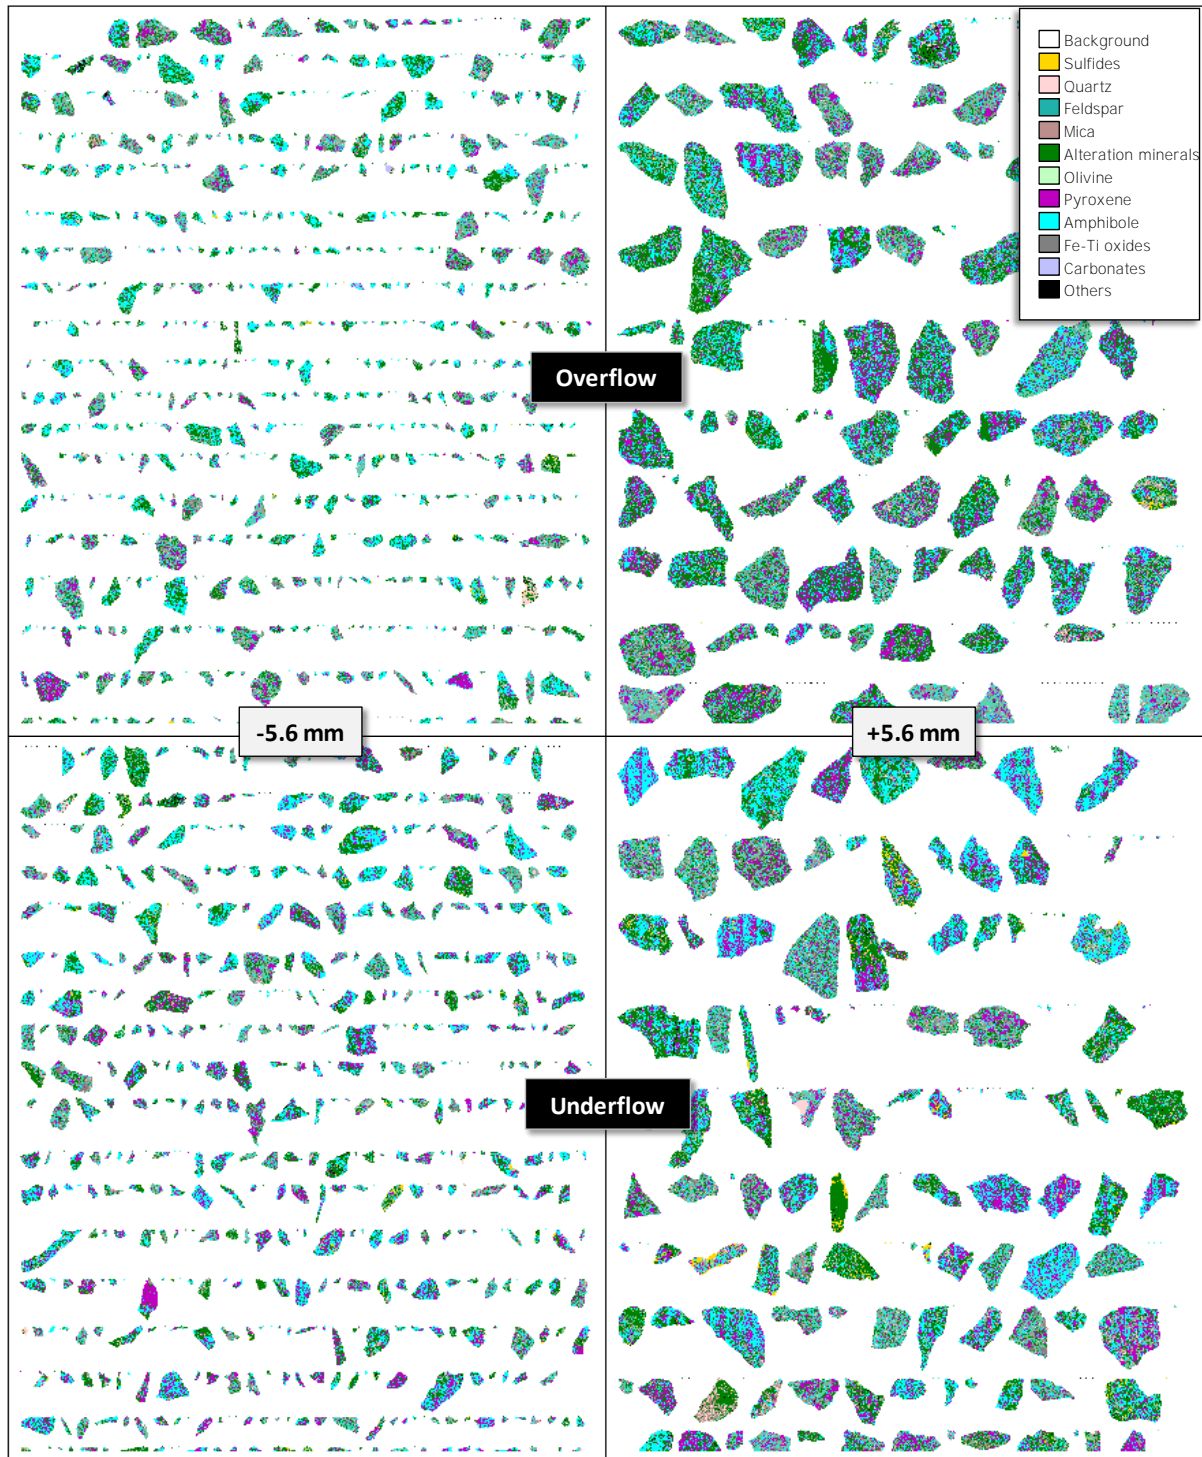 Background
Sulfides
Quartz
Feldspar
Mica
Alteration minerals
Olivine
Pyroxene
Amphibole
Fe-Ti oxides
Carbonates
Others
Overflow
-5.6 mm
+5.6 mm
Underflow